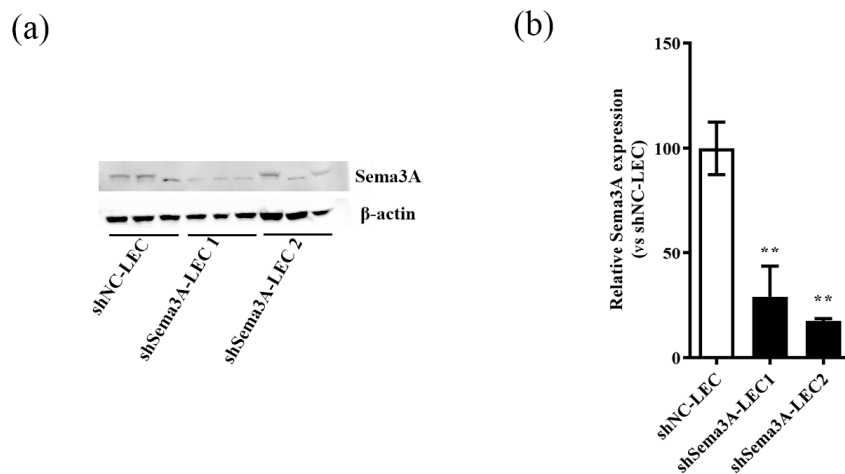 (a)
Sema3A
β-actin
shNC-LEC
shSema3A-LEC 1
shSema3A-LEC 2
(b)
Relative Sema3A expression
(vs shNC-LEC)
150
100
50
0
**
**
shNC-LEC
shSema3A-LEC1
shSema3A-LEC2